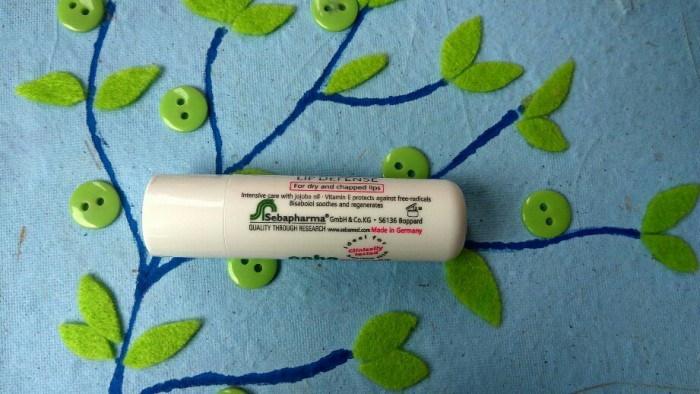 LIP DEFENSE
For dry and chapped lips
Intensive care with jojoba oil · Vitamin E protects against free-radicals
Bisabolol soothes and regenerates
Sebapharma® GmbH & Co.KG · 56136 Boppard
QUALITY THROUGH RESEARCH www.sebamed.com Made in Germany
ideal for
Clinically
tested